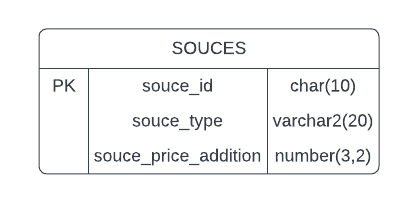 SOUCES
PK souce_id char(10)
souce_type varchar2(20)
souce_price_addition number(3,2)